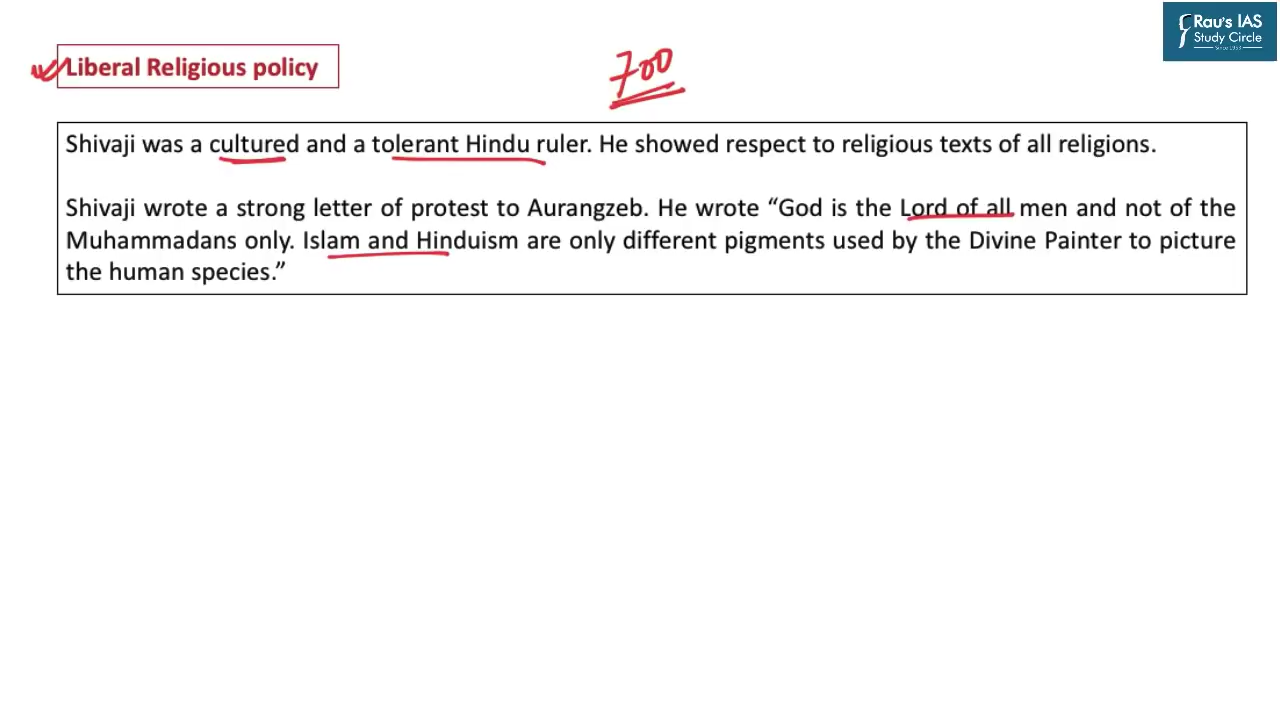 Rau's IAS
Study Circle
Since 1953
Liberal Religious policy
700
Shivaji was a cultured and a tolerant Hindu ruler. He showed respect to religious texts of all religions.
Shivaji wrote a strong letter of protest to Aurangzeb. He wrote “God is the Lord of all men and not of the
Muhammadans only. Islam and Hinduism are only different pigments used by the Divine Painter to picture
the human species.”